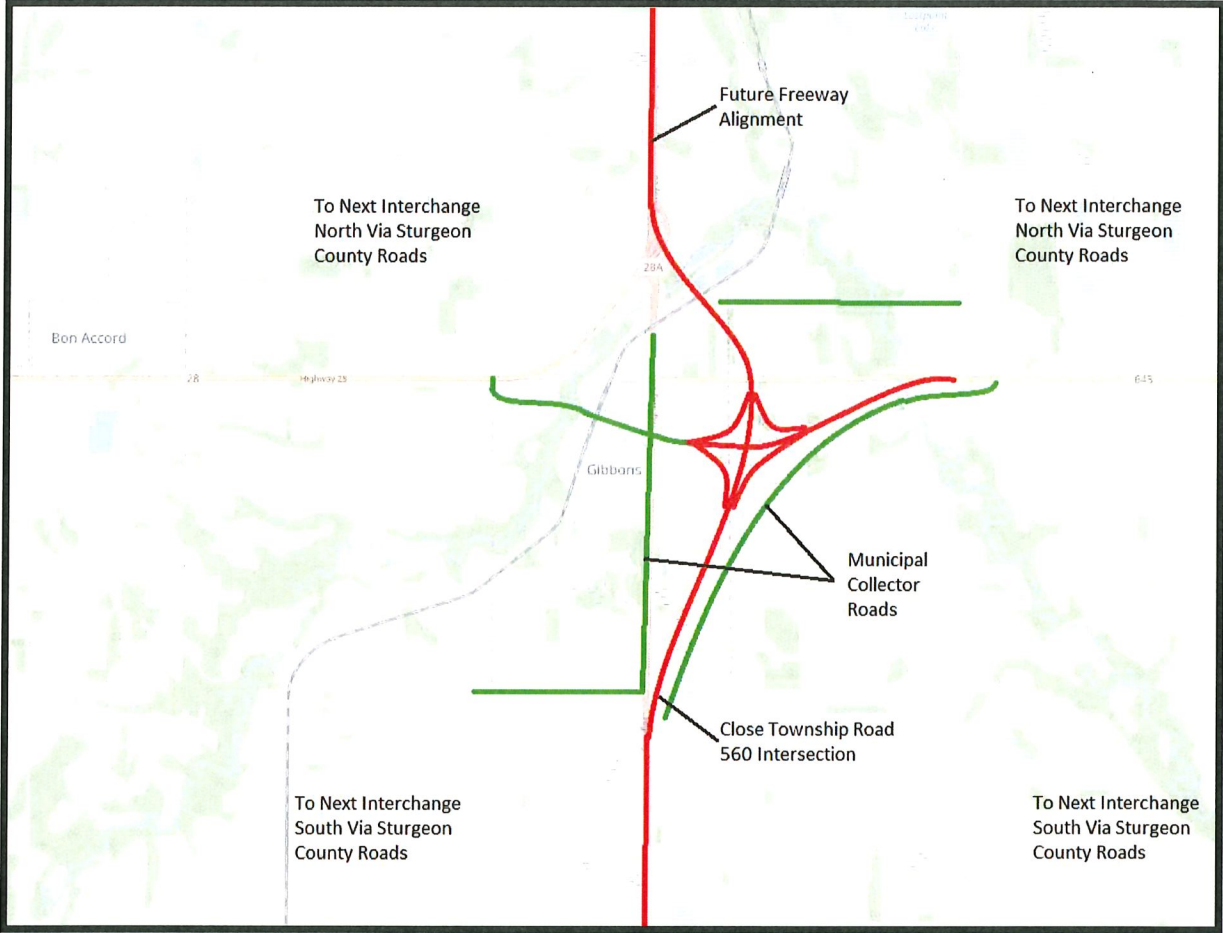 Future Freeway
Alignment
To Next Interchange
North Via Sturgeon
County Roads
To Next Interchange
North Via Sturgeon
County Roads
28A
Bon Accord
28
Highway 28
645
Gibbons
Municipal
Collector
Roads
Close Township Road
560 Intersection
To Next Interchange
South Via Sturgeon
County Roads
To Next Interchange
South Via Sturgeon
County Roads